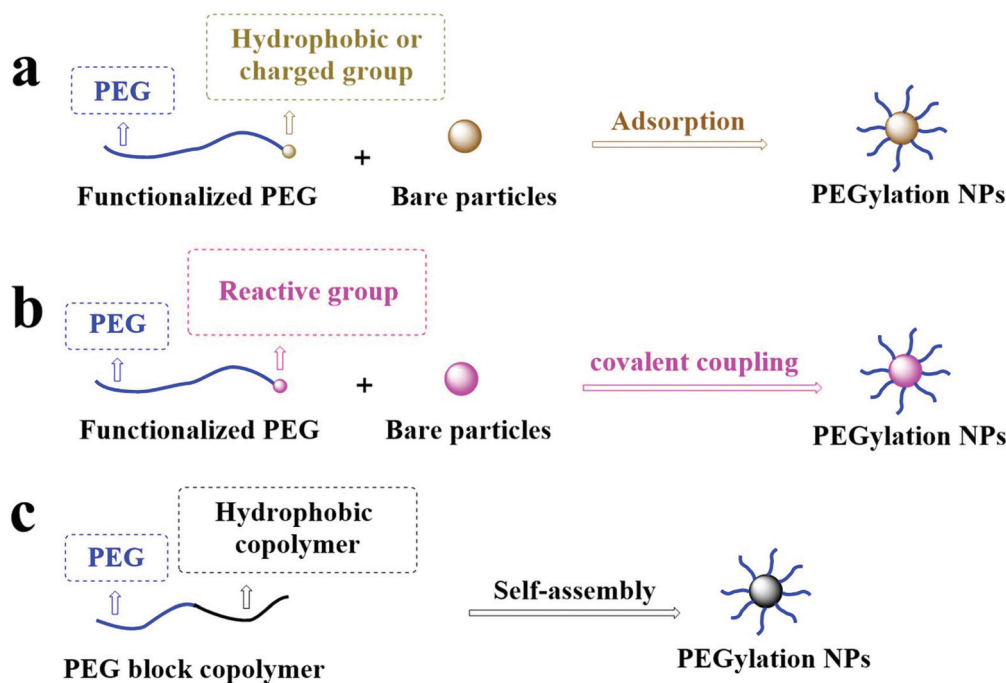 a
Hydrophobic or
charged group
PEG
Adsorption
+
Functionalized PEG
Bare particles
PEGylation NPs
b
Reactive group
PEG
covalent coupling
+
Functionalized PEG
Bare particles
PEGylation NPs
c
Hydrophobic
copolymer
PEG
Self-assembly
PEG block copolymer
PEGylation NPs